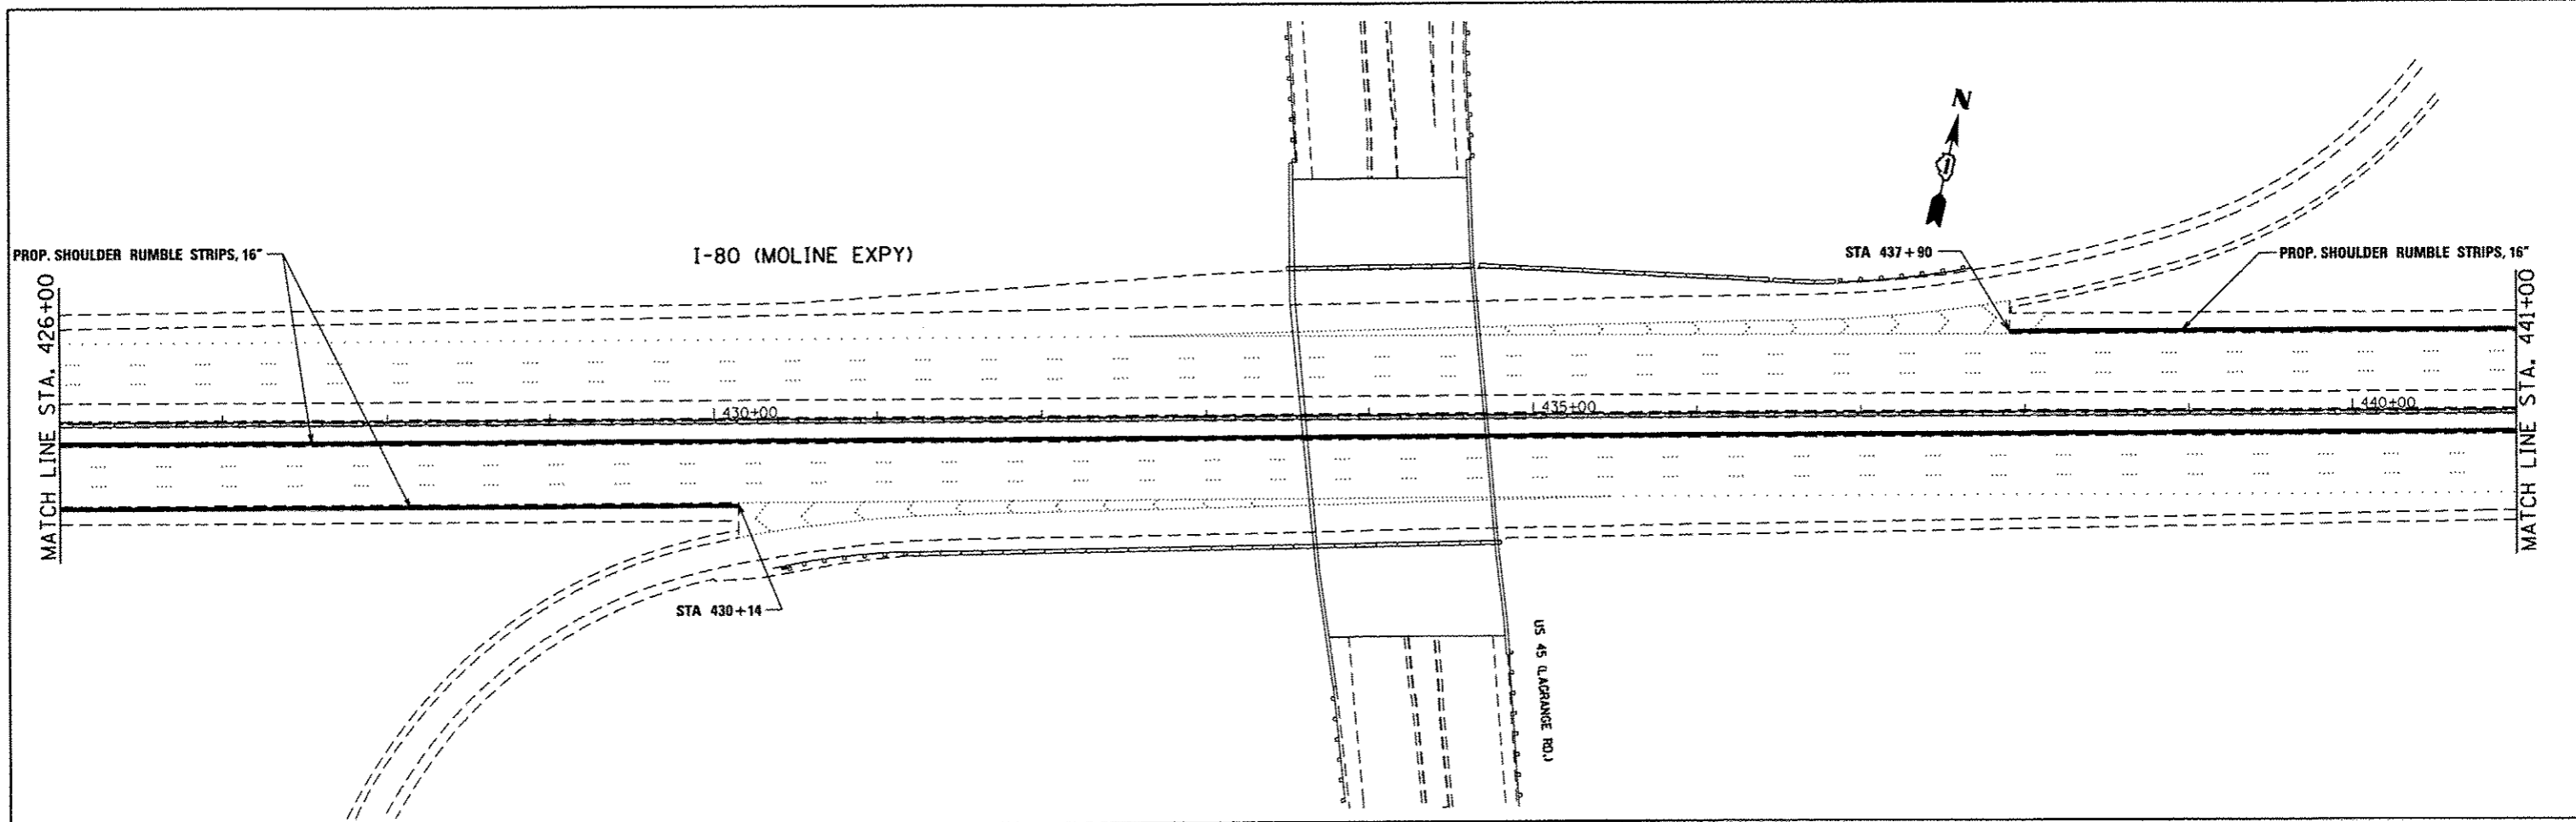 N
I-80 (MOLINE EXPY)
PROP. SHOULDER RUMBLE STRIPS, 16"
STA 437+90
PROP. SHOULDER RUMBLE STRIPS, 16"
MATCH LINE STA. 426+00
MATCH LINE STA. 441+00
430+00
435+00
440+00
STA 430+14
US 45 (LAGRANGE RD.)